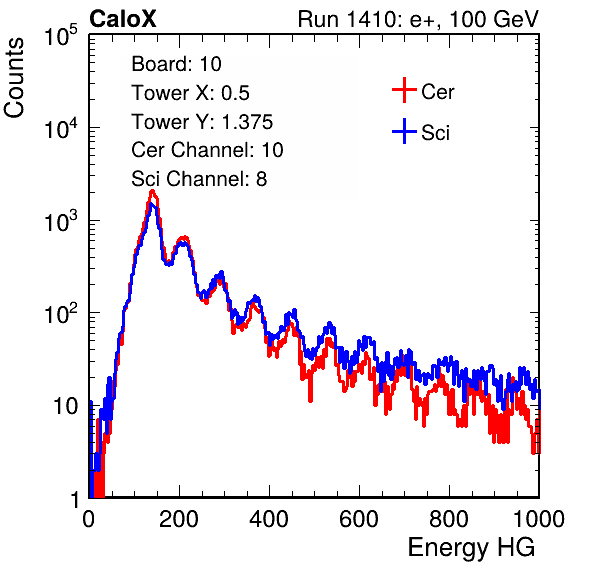 CaloX Run 1410: e+, 100 GeV
Counts
10^5
10^4
10^3
10^2
10
1
Board: 10
Tower X: 0.5
Tower Y: 1.375
Cer Channel: 10
Sci Channel: 8
Cer
Sci
0 200 400 600 800 1000
Energy HG